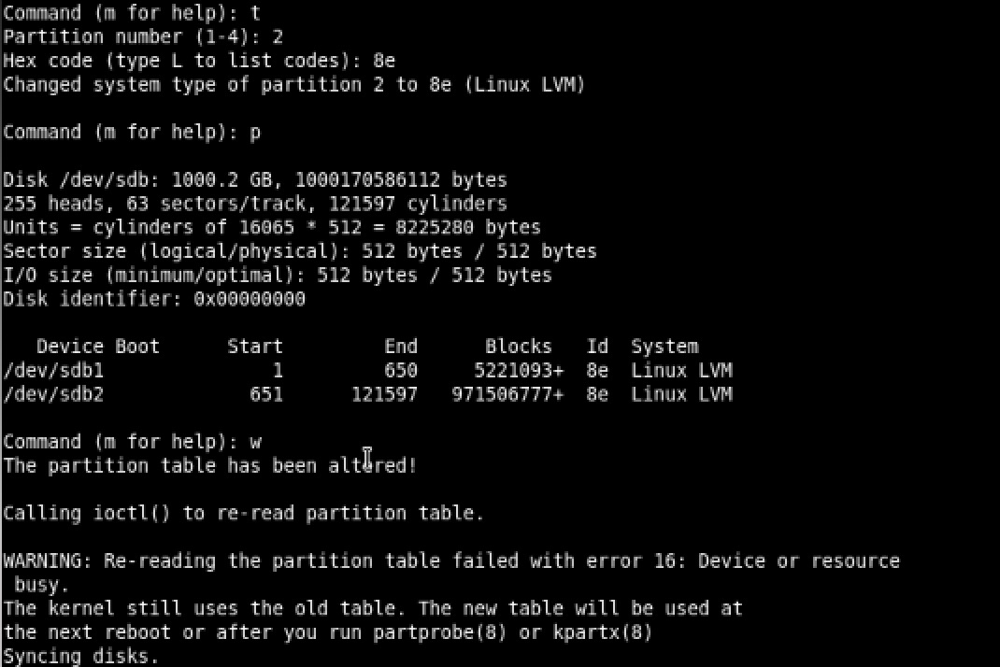 Command (m for help): t
Partition number (1-4): 2
Hex code (type L to list codes): 8e
Changed system type of partition 2 to 8e (Linux LVM)
Command (m for help): p
Disk /dev/sdb: 1000.2 GB, 1000170586112 bytes
255 heads, 63 sectors/track, 121597 cylinders
Units = cylinders of 16065 * 512 = 8225280 bytes
Sector size (logical/physical): 512 bytes / 512 bytes
I/O size (minimum/optimal): 512 bytes / 512 bytes
Disk identifier: 0x00000000
   Device Boot      Start         End      Blocks   Id  System
/dev/sdb1               1         650     5221093+  8e  Linux LVM
/dev/sdb2             651      121597   971506777+  8e  Linux LVM
Command (m for help): w
The partition table has been altered!
Calling ioctl() to re-read partition table.
WARNING: Re-reading the partition table failed with error 16: Device or resource
 busy.
The kernel still uses the old table. The new table will be used at
the next reboot or after you run partprobe(8) or kpartx(8)
Syncing disks.